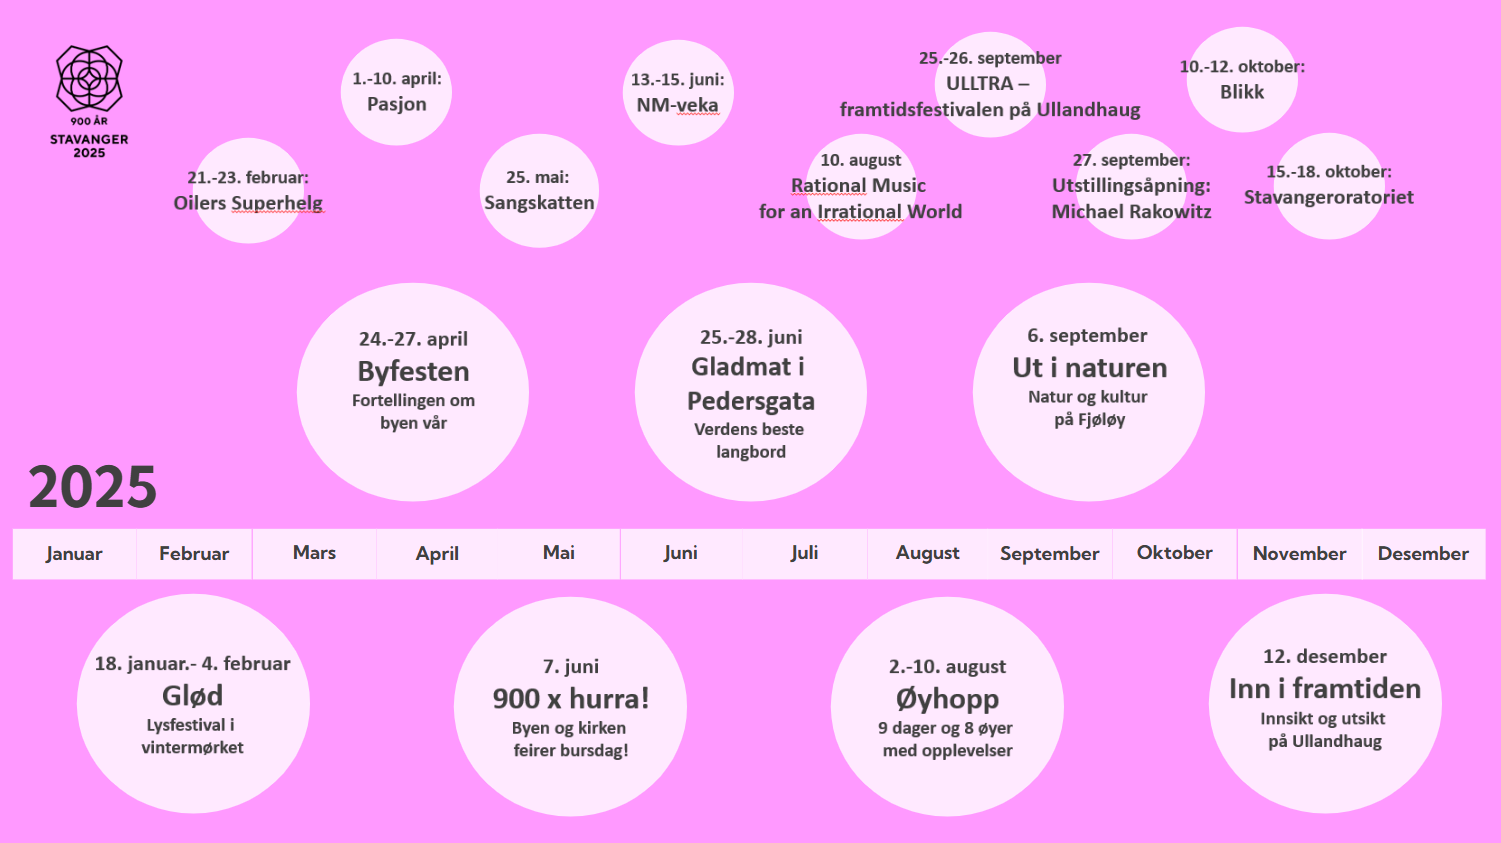 900 ÅR
STAVANGER
2025
21.-23. februar:
Oilers Superhelg
1.-10. april:
Pasjon
25. mai:
Sangskatten
13.-15. juni:
NM-veka
10. august
Rational Music
for an Irrational World
25.-26. september
ULLTRA –
framtidsfestivalen på Ullandhaug
27. september:
Utstillingsåpning:
Michael Rakowitz
10.-12. oktober:
Blikk
15.-18. oktober:
Stavangeroratoriet
24.-27. april
Byfesten
Fortellingen om
byen vår
25.-28. juni
Gladmat i
Pedersgata
Verdens beste
langbord
6. september
Ut i naturen
Natur og kultur
på Fjøløy
2025
Januar Februar Mars April Mai Juni Juli August September Oktober November Desember
18. januar.- 4. februar
Glød
Lysfestival i
vintermørket
7. juni
900 x hurra!
Byen og kirken
feirer bursdag!
2.-10. august
Øyhopp
9 dager og 8 øyer
med opplevelser
12. desember
Inn i framtiden
Innsikt og utsikt
på Ullandhaug